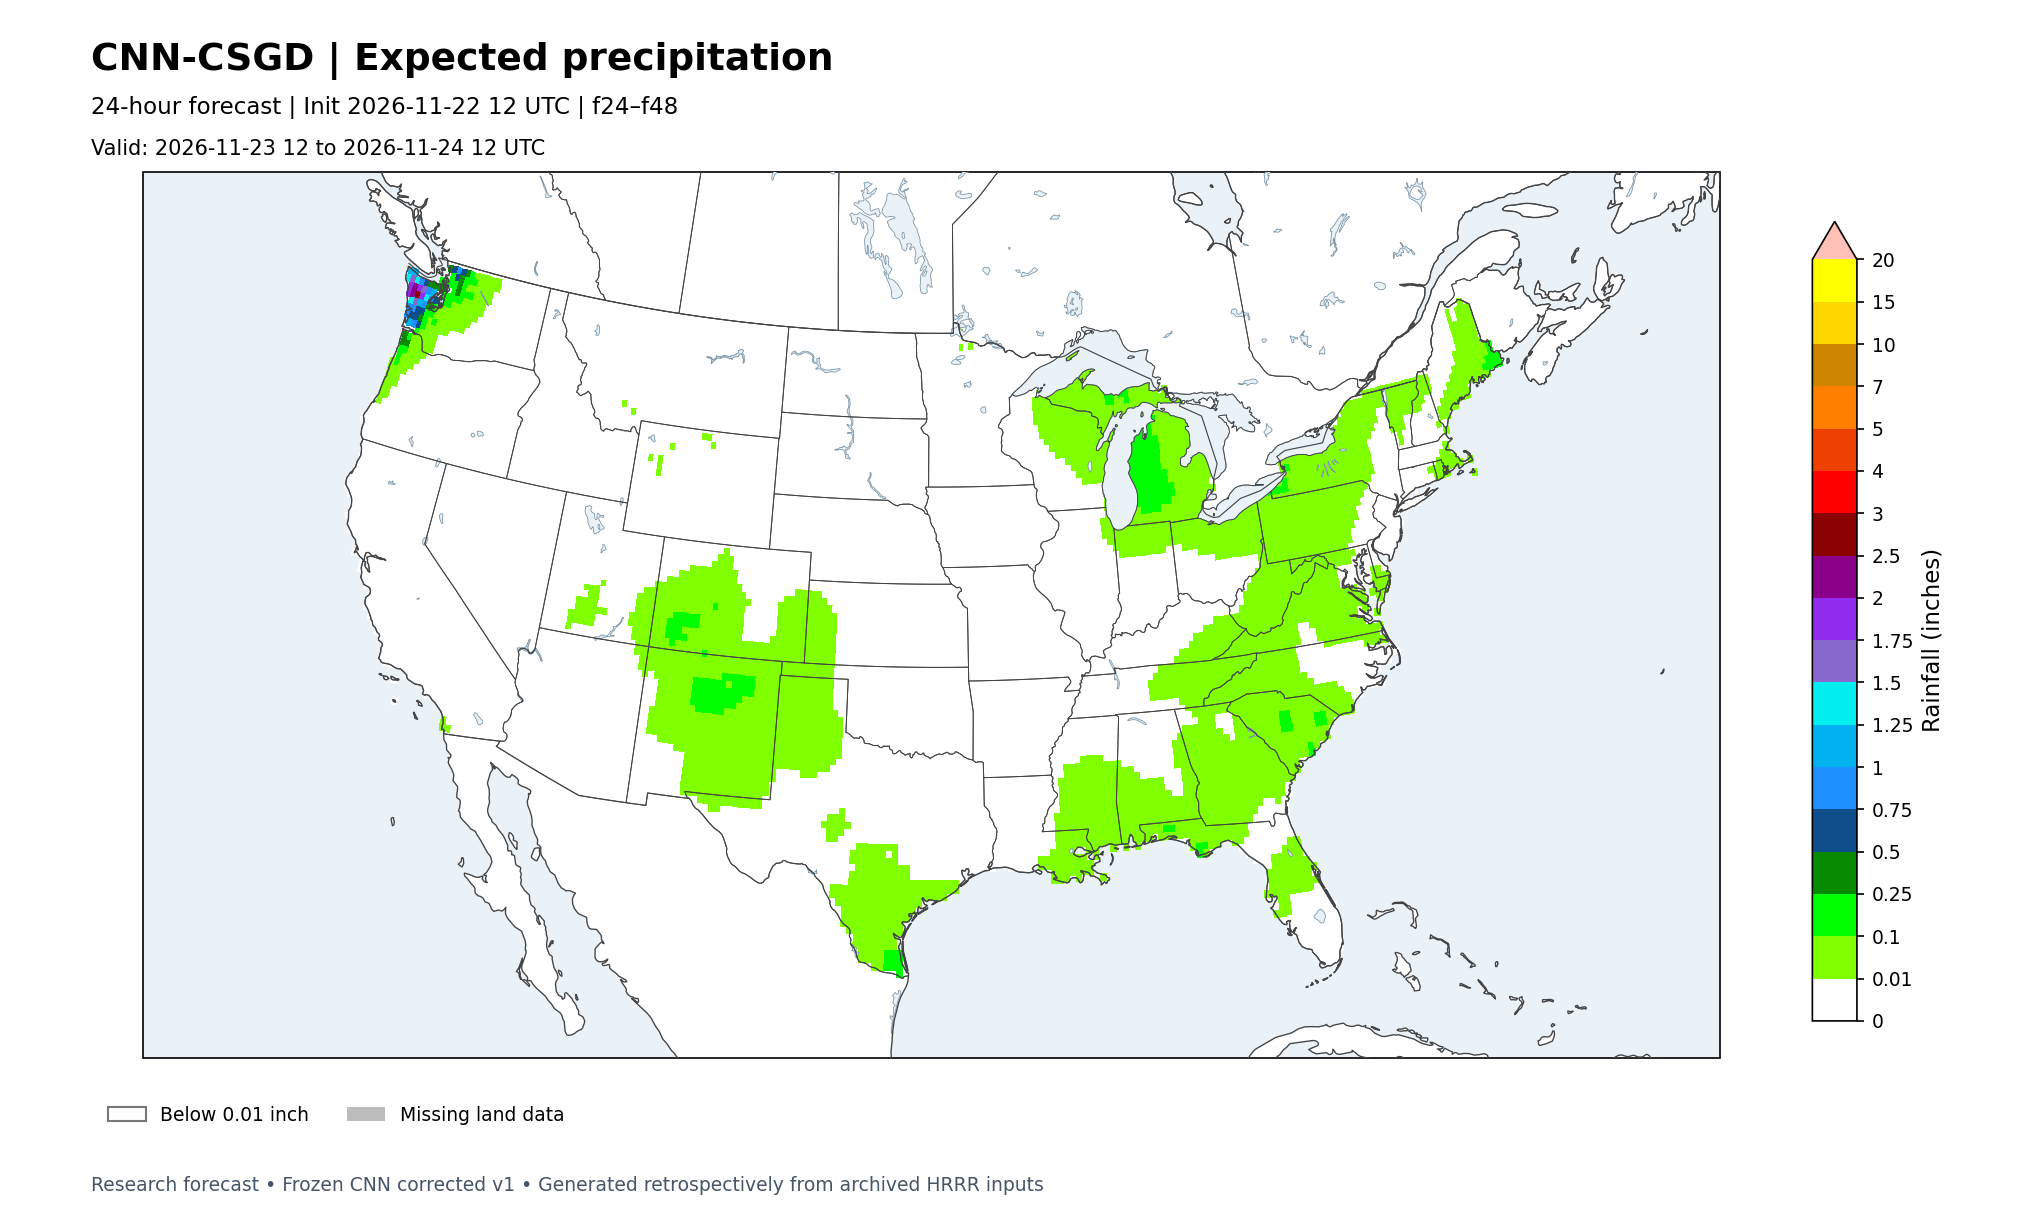 CNN-CSGD | Expected precipitation
24-hour forecast | Init 2026-11-22 12 UTC | f24–f48
Valid: 2026-11-23 12 to 2026-11-24 12 UTC
20
15
10
7
5
4
3
2.5
2
1.75
1.5
1.25
1
0.75
0.5
0.25
0.1
0.01
0
Rainfall (inches)
Below 0.01 inch
Missing land data
Research forecast • Frozen CNN corrected v1 • Generated retrospectively from archived HRRR inputs